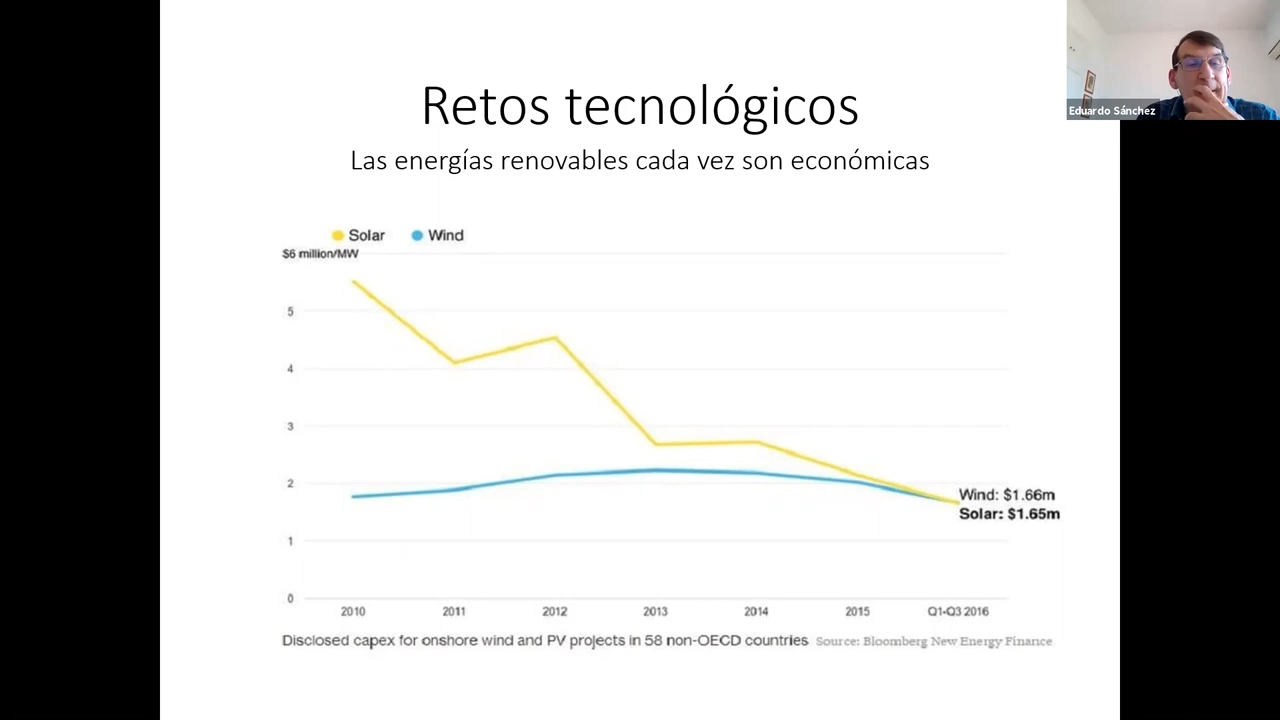 Retos tecnológicos
Las energías renovables cada vez son económicas
Eduardo Sánchez
Solar Wind
$6 million/MW
5
4
3
2
1
0
Wind: $1.66m
Solar: $1.65m
2010 2011 2012 2013 2014 2015 Q1-Q3 2016
Disclosed capex for onshore wind and PV projects in 58 non-OECD countries Source: Bloomberg New Energy Finance